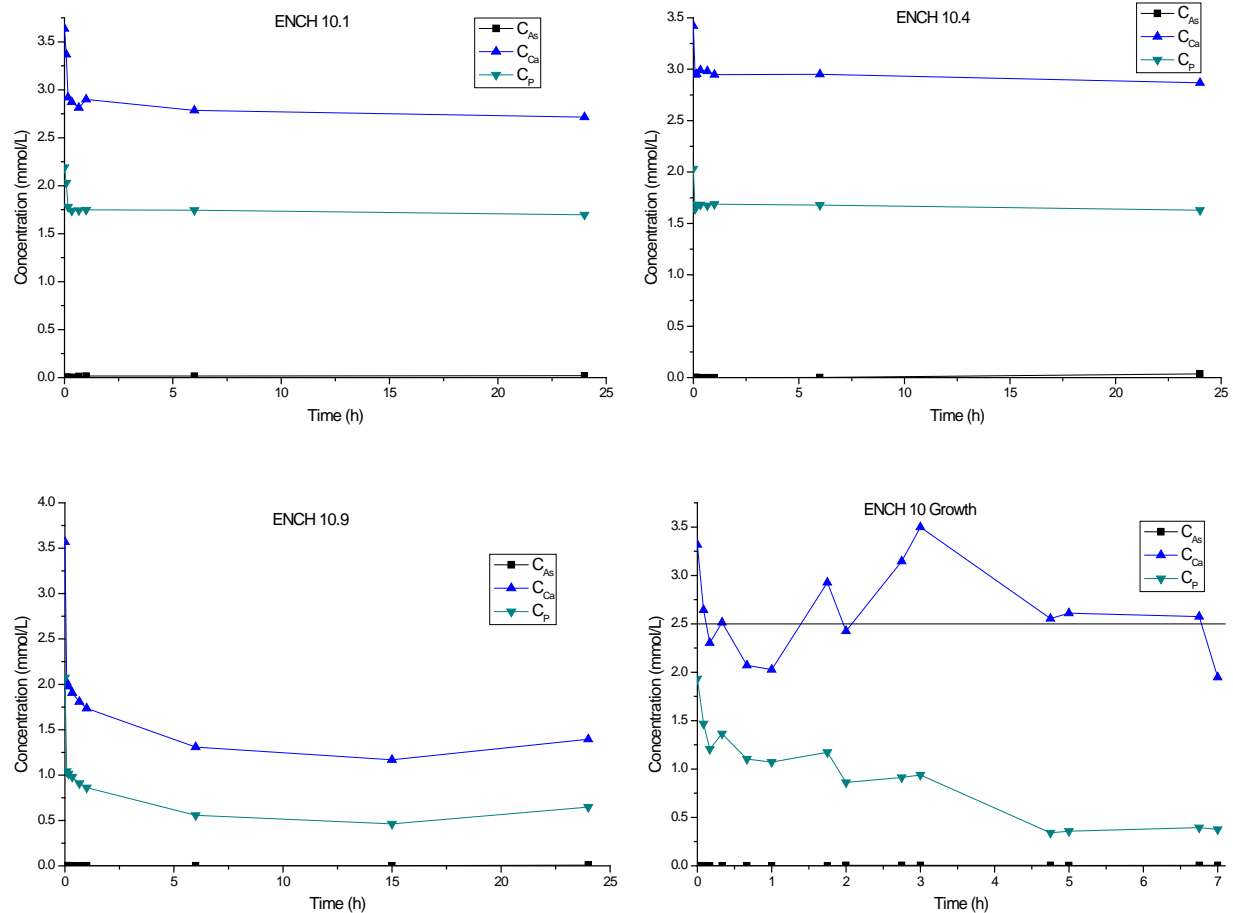 ENCH 10.1
C_As
C_Ca
C_P
Concentration (mmol/L)
3.5
3.0
2.5
2.0
1.5
1.0
0.5
0.0
0 5 10 15 20 25
Time (h)
ENCH 10.4
C_As
C_Ca
C_P
Concentration (mmol/L)
3.5
3.0
2.5
2.0
1.5
1.0
0.5
0.0
0 5 10 15 20 25
Time (h)
ENCH 10.9
C_As
C_Ca
C_P
Concentration (mmol/L)
4.0
3.5
3.0
2.5
2.0
1.5
1.0
0.5
0.0
0 5 10 15 20 25
Time (h)
ENCH 10 Growth
C_As
C_Ca
C_P
Concentration (mmol/L)
3.5
3.0
2.5
2.0
1.5
1.0
0.5
0.0
0 1 2 3 4 5 6 7
Time (h)